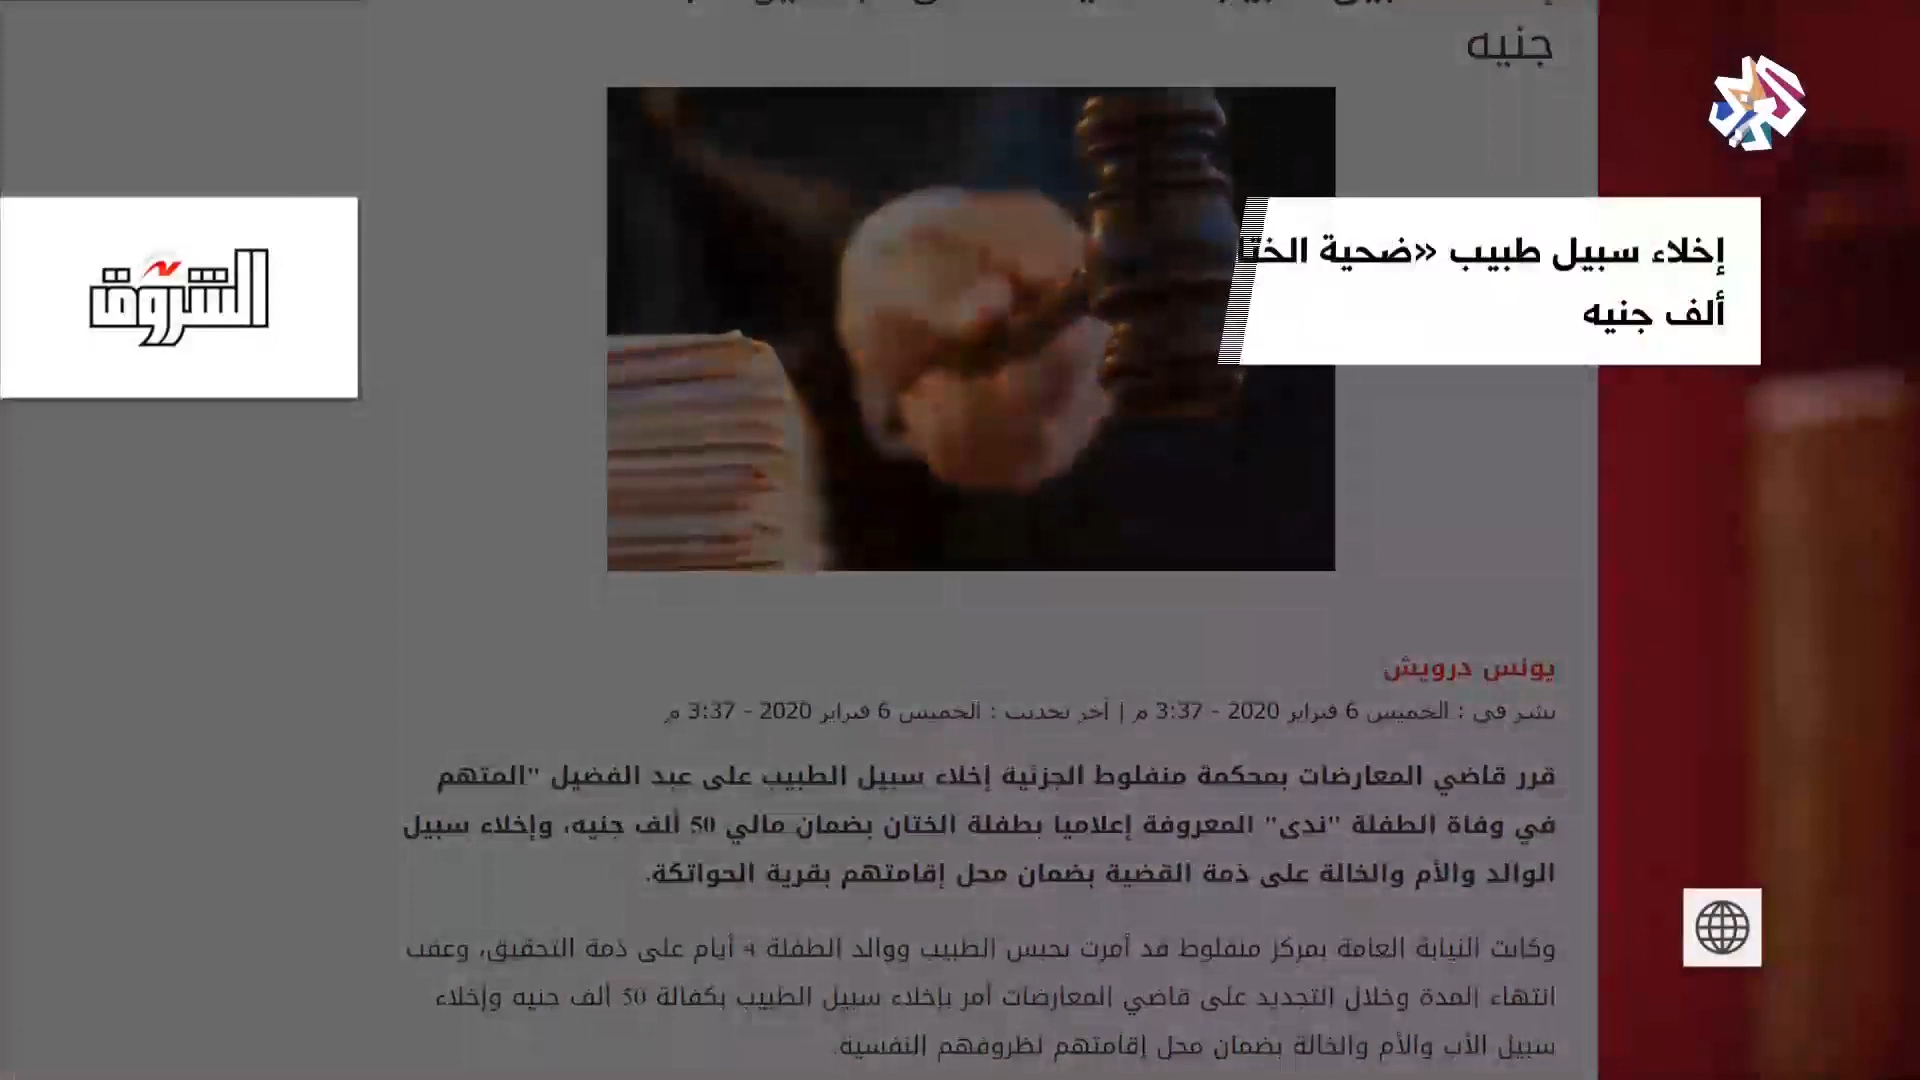 جنيه
إخلاء سبيل طبيب «ضحية الختا
ألف جنيه
الشروق
يونس درويش
نشر في : الخميس 6 فبراير 2020 - 3:37 م | آخر تحديث : الخميس 6 فبراير 2020 - 3:37 م
قرر قاضي المعارضات بمحكمة منفلوط الجزئية إخلاء سبيل الطبيب على عبد الفضيل "المتهم
في وفاة الطفلة "ندى" المعروفة إعلاميا بطفلة الختان بضمان مالي 50 ألف جنيه، وإخلاء سبيل
الوالد والأم والخالة على ذمة القضية بضمان محل إقامتهم بقرية الحواتكة.
وكانت النيابة العامة بمركز منفلوط قد أمرت بحبس الطبيب ووالد الطفلة ٤ أيام على ذمة التحقيق، وعقب
انتهاء المدة وخلال التجديد على قاضي المعارضات أمر بإخلاء سبيل الطبيب بكفالة 50 ألف جنيه وإخلاء
سبيل الأب والأم والخالة بضمان محل إقامتهم لظروفهم النفسية.